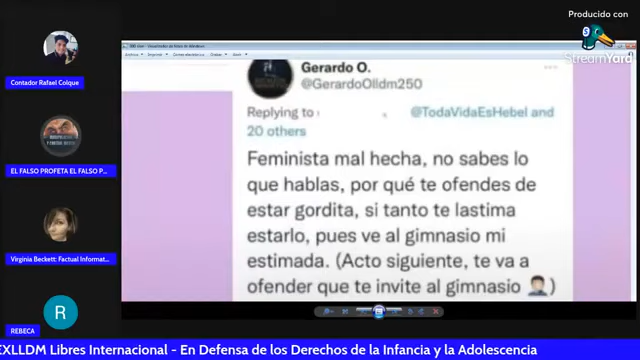 Producido con
StreamYard
Contador Rafael Colque
EL FALSO PROFETA EL FALSO P...
Virginia Beckett: Factual Informat...
R
REBECA
Gerardo O.
@GerardoOlldm250
Replying to @TodaVidaEsHebel and
20 others
Feminista mal hecha, no sabes lo
que hablas, por qué te ofendes de
estar gordita, si tanto te lastima
estarlo, pues ve al gimnasio mi
estimada. (Acto siguiente, te va a
ofender que te invite al gimnasio 🤦🏻‍♂️)
EXLLDM Libres Internacional - En Defensa de los Derechos de la Infancia y la Adolescencia